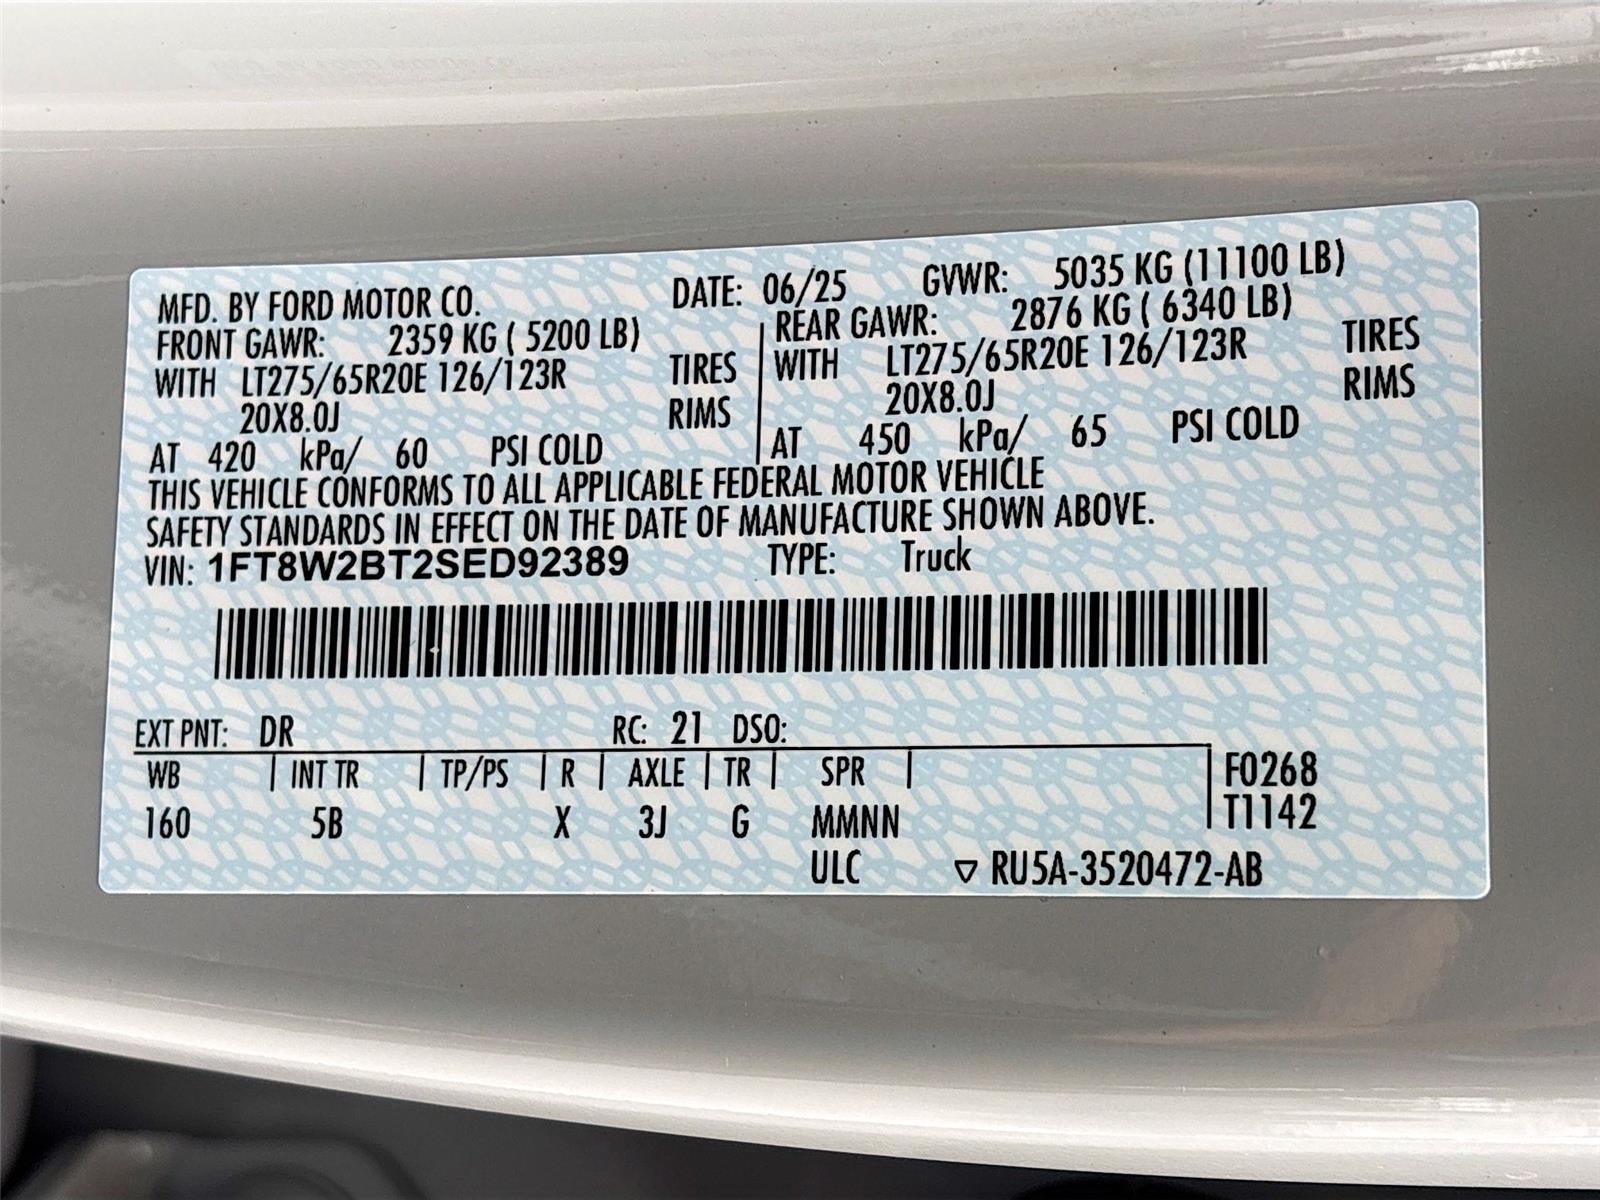 MFD. BY FORD MOTOR CO. DATE: 06/25 GVWR: 5035 KG (11100 LB)
FRONT GAWR: 2359 KG ( 5200 LB) REAR GAWR: 2876 KG ( 6340 LB)
WITH LT275/65R20E 126/123R TIRES WITH LT275/65R20E 126/123R TIRES
20X8.0J RIMS 20X8.0J RIMS
AT 420 kPa/ 60 PSI COLD AT 450 kPa/ 65 PSI COLD
THIS VEHICLE CONFORMS TO ALL APPLICABLE FEDERAL MOTOR VEHICLE
SAFETY STANDARDS IN EFFECT ON THE DATE OF MANUFACTURE SHOWN ABOVE.
VIN: 1FT8W2BT2SED92389 TYPE: Truck
EXT PNT: DR RC: 21 DSO:
WB | INT TR | TP/PS | R | AXLE | TR | SPR | F0268
160 5B X 3J G MMNN T1142
ULC ▽ RU5A-3520472-AB